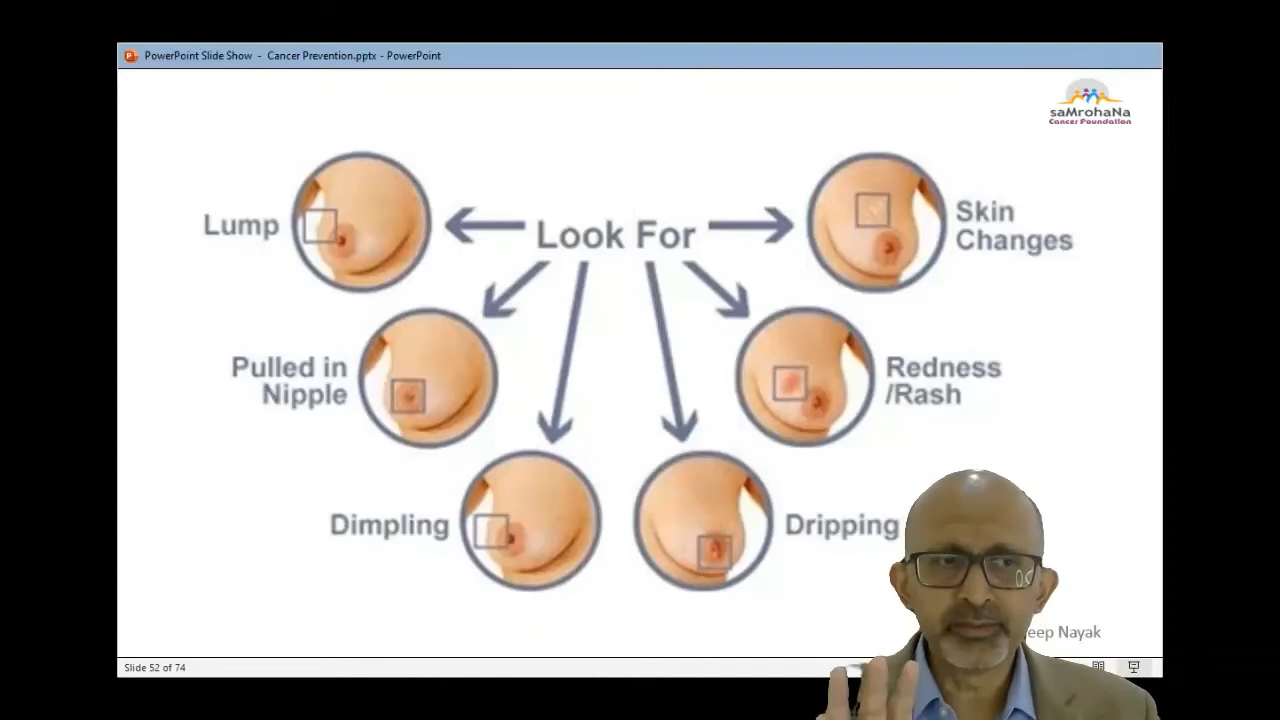 PowerPoint Slide Show - Cancer Prevention.pptx - PowerPoint
saMrohaNa
Cancer Foundation
Look For
Lump
Skin
Changes
Pulled in
Nipple
Redness
/Rash
Dimpling
Dripping
eep Nayak
Slide 52 of 74